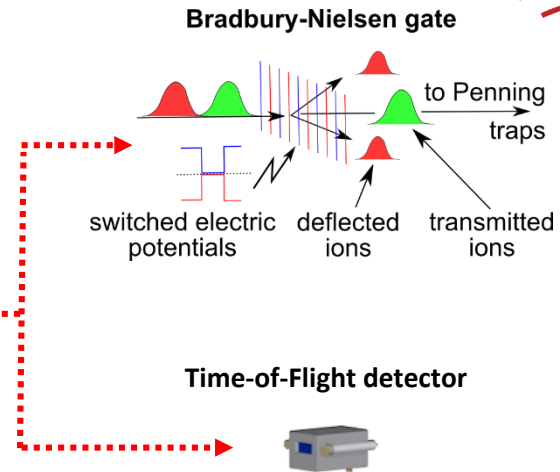 Bradbury-Nielsen gate
to Penning
traps
switched electric
potentials
deflected
ions
transmitted
ions
Time-of-Flight detector